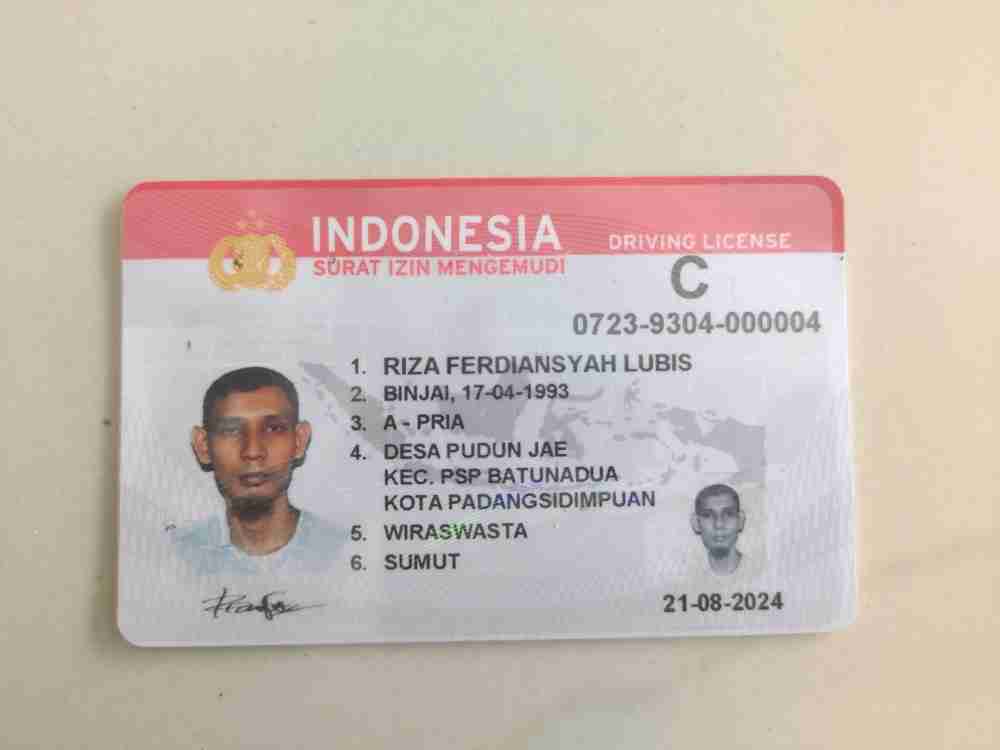 INDONESIA
SURAT IZIN MENGEMUDI
DRIVING LICENSE
C
0723-9304-000004
1. RIZA FERDIANSYAH LUBIS
2. BINJAI, 17-04-1993
3. A - PRIA
4. DESA PUDUN JAE
KEC. PSP BATUNADUA
KOTA PADANGSIDIMPUAN
5. WIRASWASTA
6. SUMUT
21-08-2024